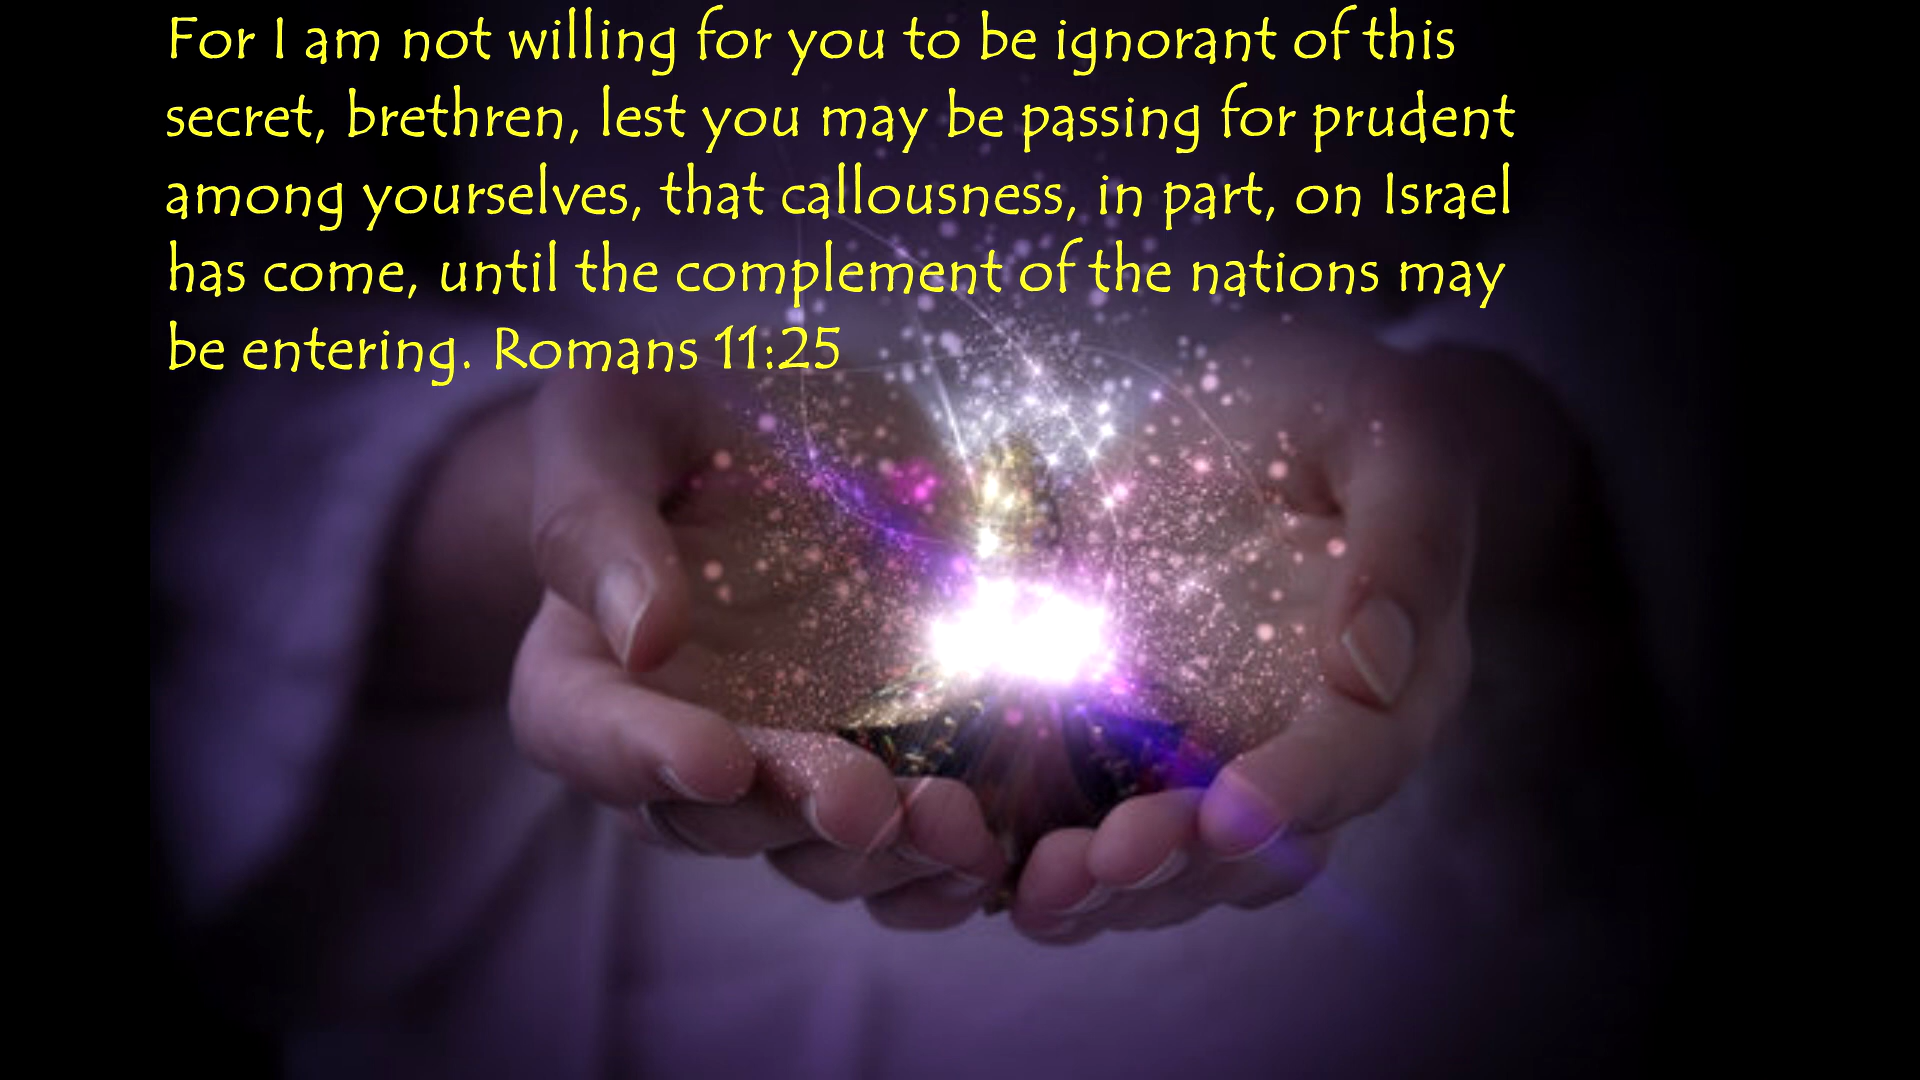 For I am not willing for you to be ignorant of this
secret, brethren, lest you may be passing for prudent
among yourselves, that callousness, in part, on Israel
has come, until the complement of the nations may
be entering. Romans 11:25